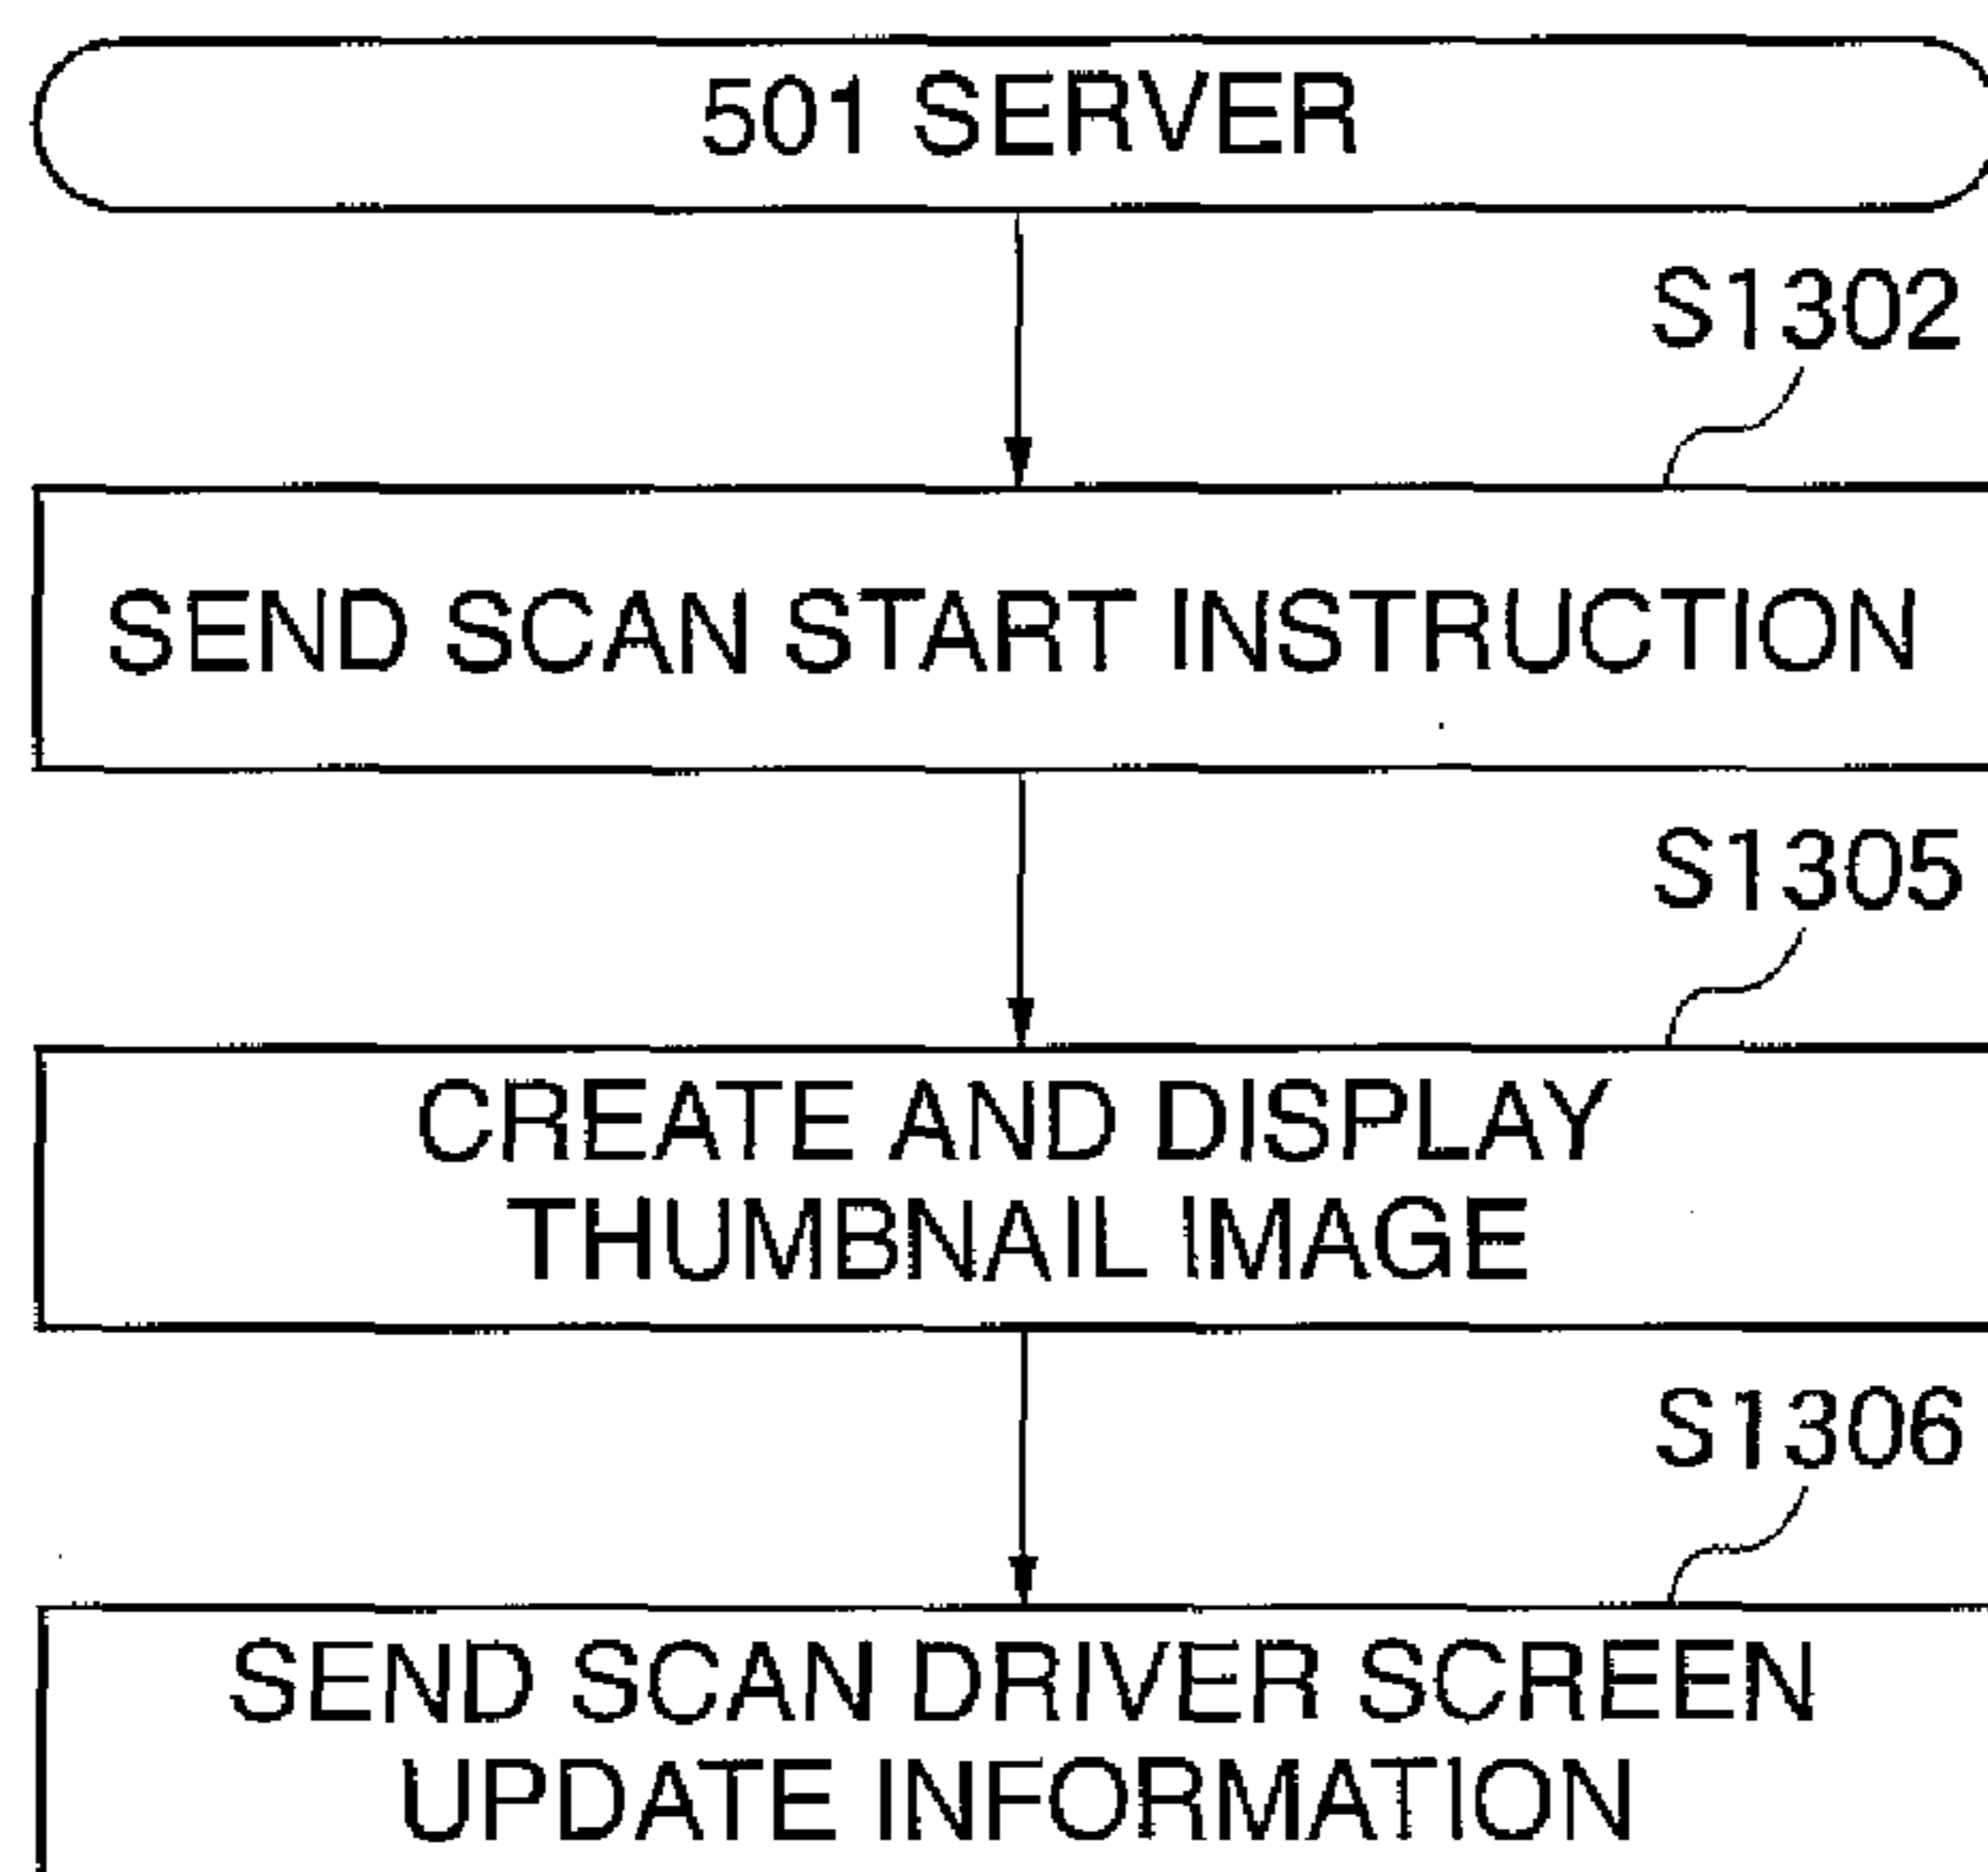 501 SERVER
S1302
SEND SCAN START INSTRUCTION
S1305
CREATE AND DISPLAY
THUMBNAIL IMAGE
S1306
SEND SCAN DRIVER SCREEN
UPDATE INFORMATION